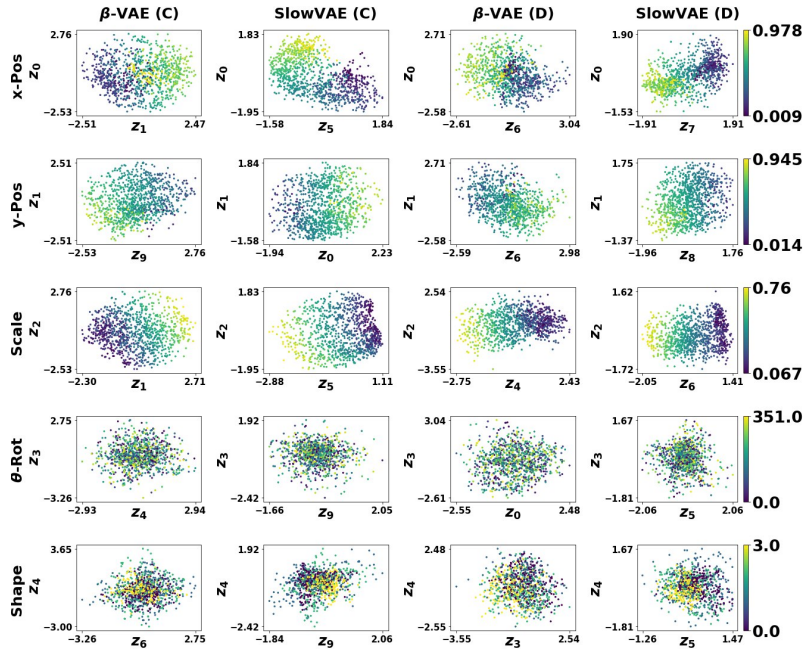 β-VAE (C) SlowVAE (C) β-VAE (D) SlowVAE (D)
x-Pos z0 2.76 −2.53 −2.51 2.47 z1 z0 1.83 −1.95 −1.58 1.84 z5 z0 2.71 −2.58 −2.61 3.04 z6 z0 1.90 −1.53 −1.91 1.91 z7 0.978 0.009
y-Pos z1 2.51 −2.51 −2.53 2.76 z9 z1 1.84 −1.58 −1.94 2.23 z0 z1 2.71 −2.58 −2.59 2.98 z6 z1 1.75 −1.37 −1.96 1.76 z8 0.945 0.014
Scale z2 2.76 −2.53 −2.30 2.71 z1 z2 1.83 −1.95 −2.88 1.11 z5 z2 2.54 −3.55 −2.75 2.43 z4 z2 1.62 −1.72 −2.05 1.41 z6 0.76 0.067
θ-Rot z3 2.75 −3.26 −2.93 2.94 z4 z3 1.92 −2.42 −1.66 2.05 z9 z3 3.04 −2.61 −2.55 2.48 z0 z3 1.67 −1.81 −2.06 2.06 z5 351.0 0.0
Shape z4 3.65 −3.00 −3.26 2.75 z6 z4 1.92 −2.42 −1.84 2.06 z9 z4 2.48 −2.55 −3.55 2.54 z3 z4 1.67 −1.81 −2.06 1.47 z5 3.0 0.0